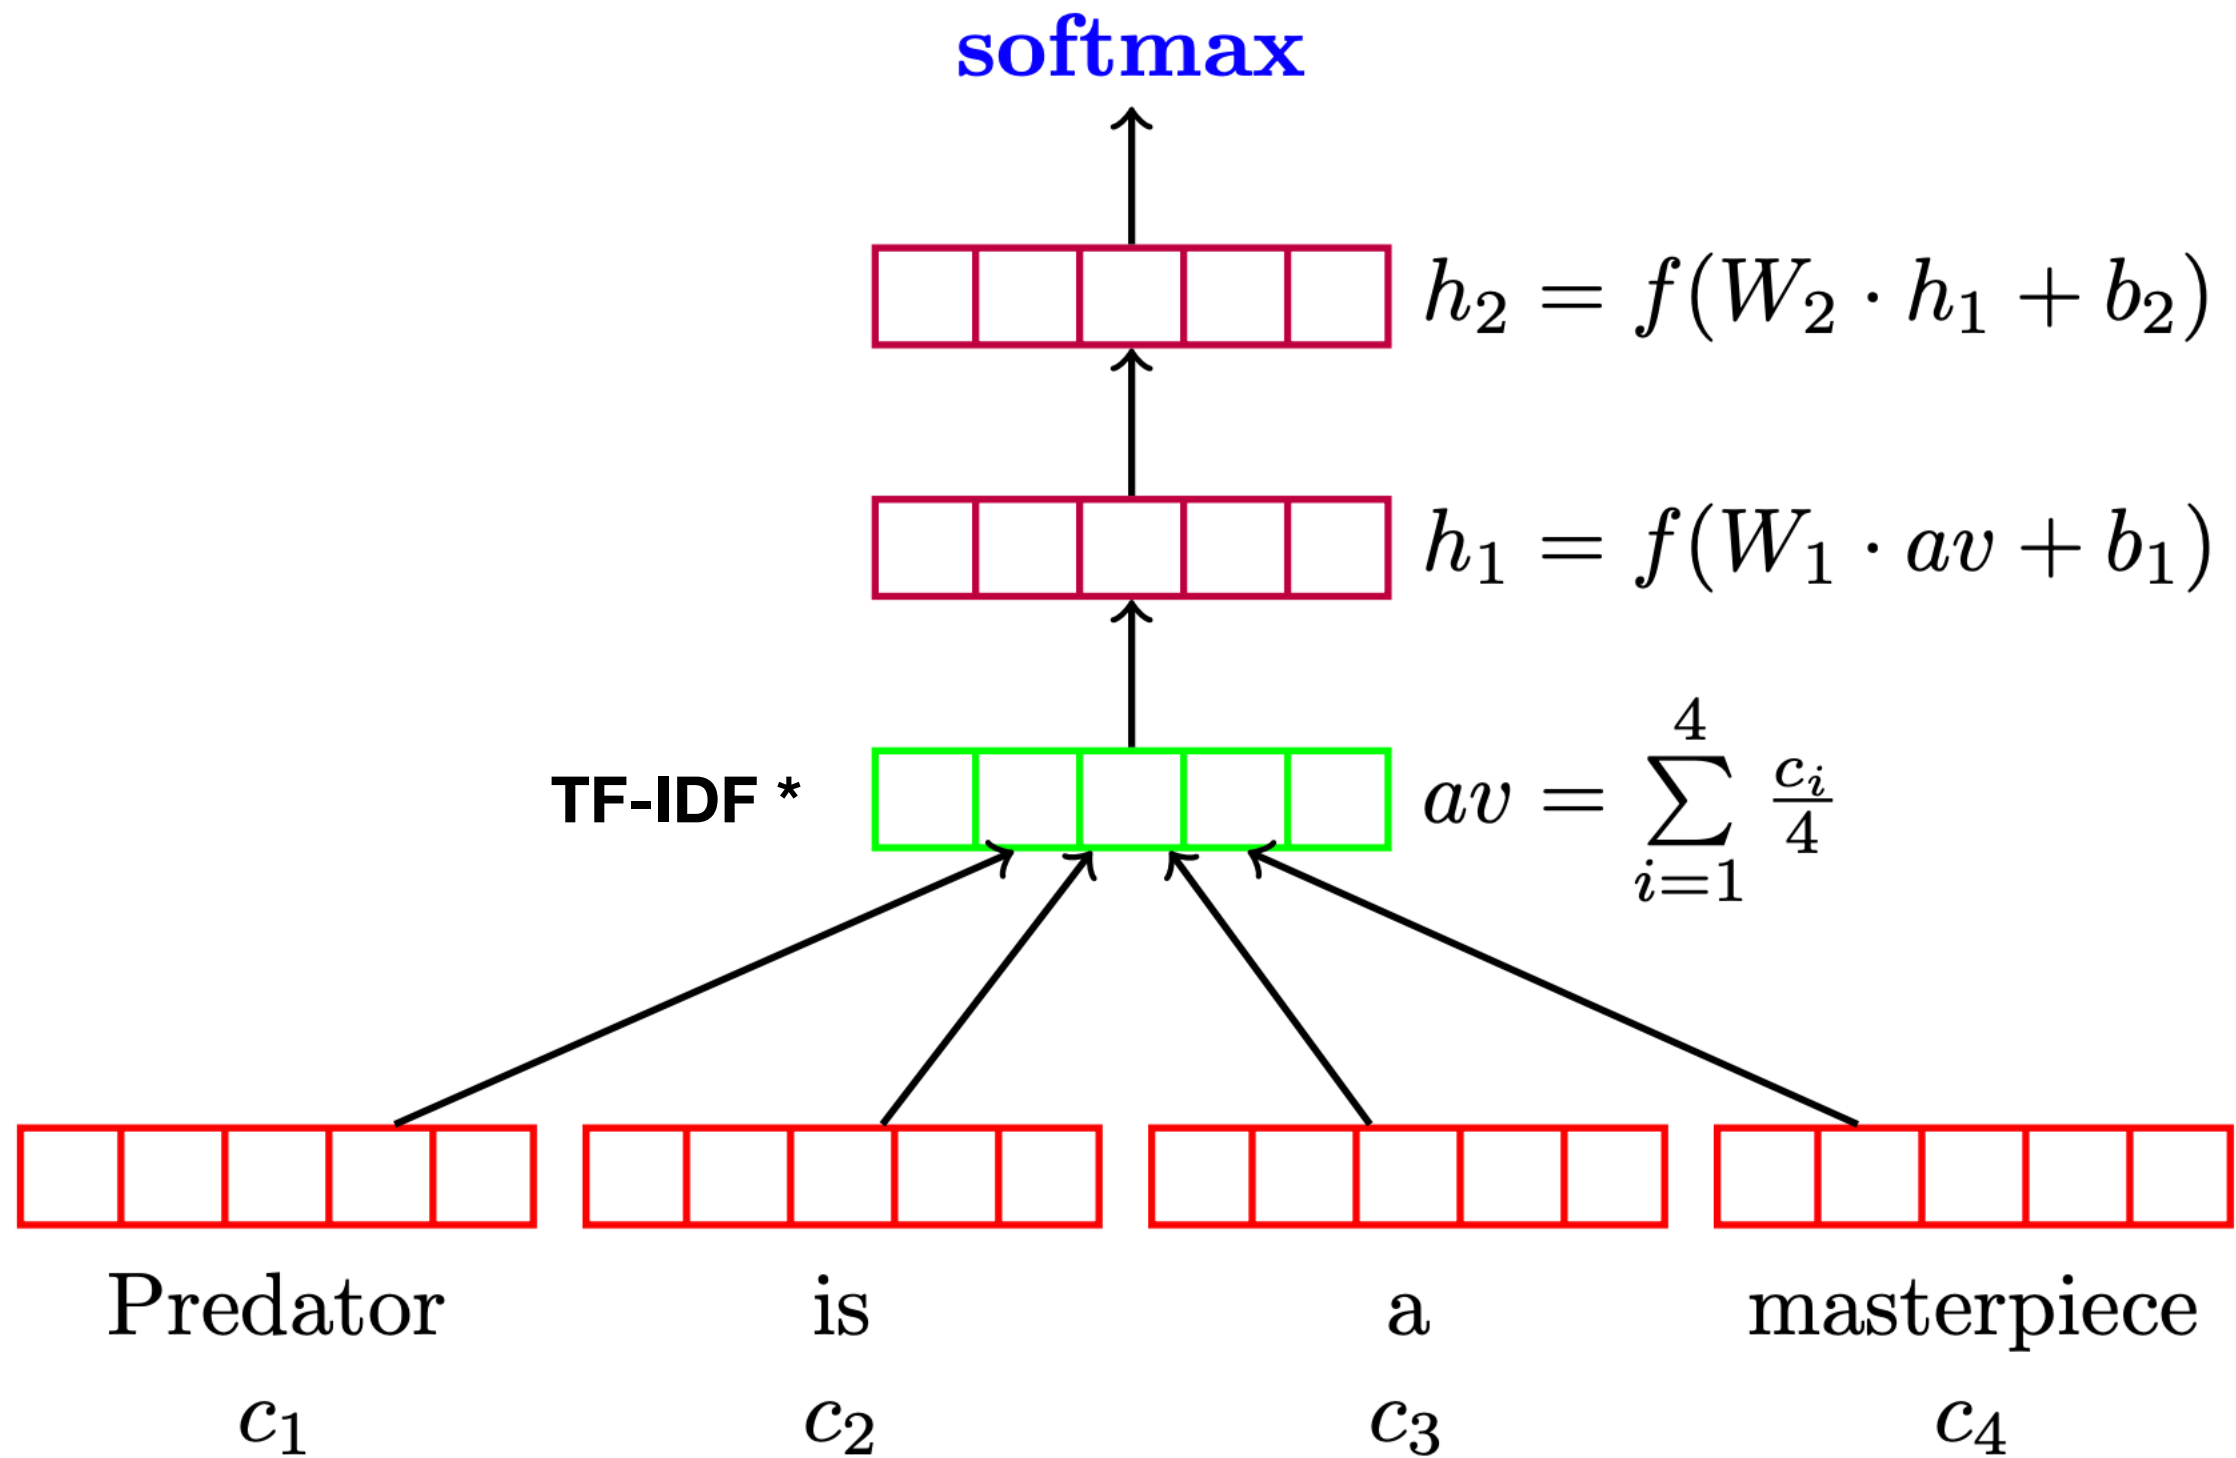 softmax
h₂ = f(W₂ · h₁ + b₂)
h₁ = f(W₁ · av + b₁)
TF-IDF *
av = ∑_{i=1}^{4} c_i/4
Predator is a masterpiece
c₁ c₂ c₃ c₄